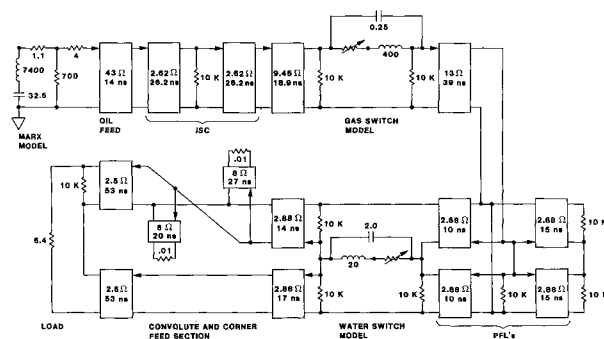 0.25
1.1
4
7400
700
32.5
43 Ω
14 ns
2.62
26.2 ns
10 K
2.62 Ω
26.2 ns
9.45 Ω
18.9 ns
10 K
400
10 K
13 Ω
39 ns
MARX
MODEL
OIL
FEED
ISC
GAS SWITCH
MODEL
10 K
2.5 Ω
53 ns
.01
8 Ω
27 ns
8 Ω
20 ns
.01
2.88 Ω
14 ns
10 K
2.0
20
2.88 Ω
10 ns
2.88 Ω
15 ns
10 K
6.4
2.5 Ω
53 ns
2.88 Ω
17 ns
10 K
10 K
2.88 Ω
10 ns
10 K
2.88 Ω
15 ns
10 K
LOAD
CONVOLUTE AND CORNER
FEED SECTION
WATER SWITCH
MODEL
PFL's